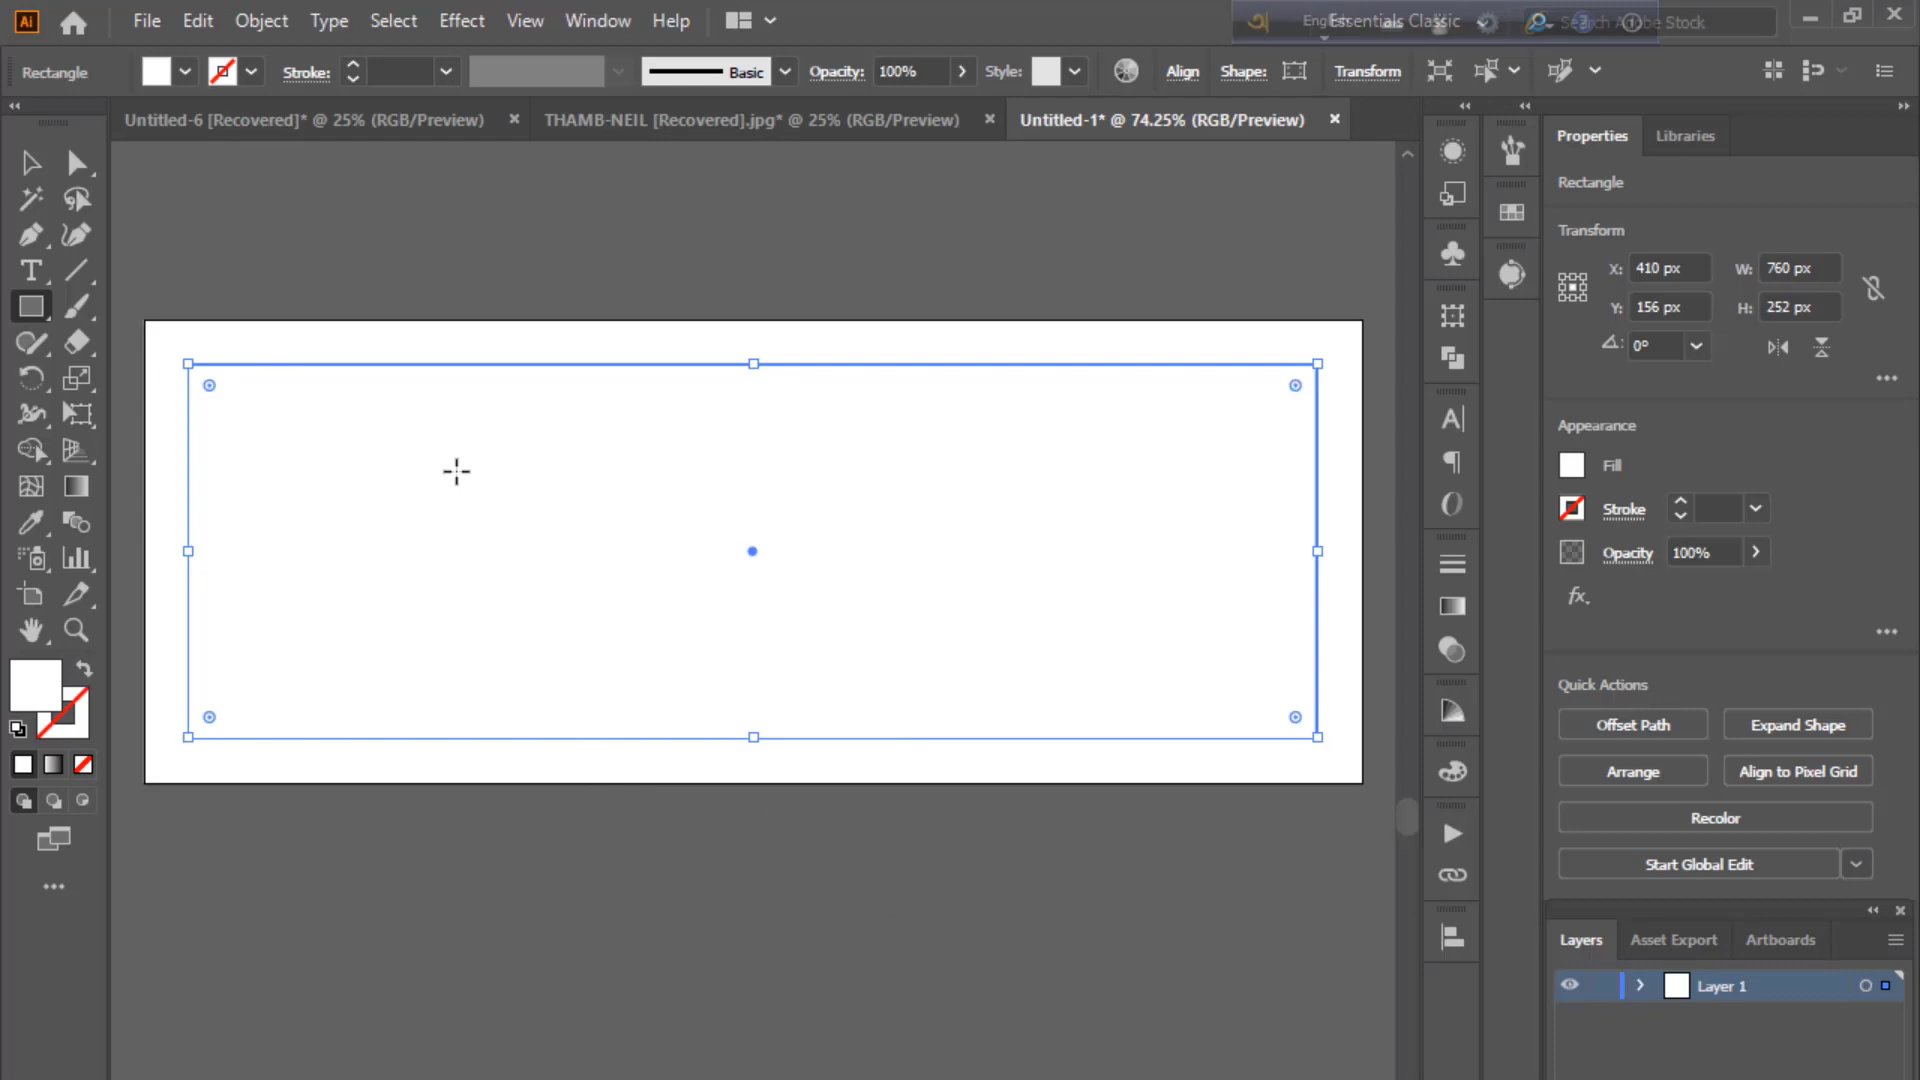 Ai File Edit Object Type Select Effect View Window Help English Essentials Classic Search Adobe Stock
Rectangle Stroke: Basic Opacity: 100% Style: Align Shape: Transform
Untitled-6 [Recovered]* @ 25% (RGB/Preview) THAMB-NEIL [Recovered].jpg* @ 25% (RGB/Preview) Untitled-1* @ 74.25% (RGB/Preview)
Properties Libraries
Rectangle
Transform
X: 410 px W: 760 px
Y: 156 px H: 252 px
0°
Appearance
Fill
Stroke
Opacity 100%
fx.
Quick Actions
Offset Path Expand Shape
Arrange Align to Pixel Grid
Recolor
Start Global Edit
Layers Asset Export Artboards
Layer 1